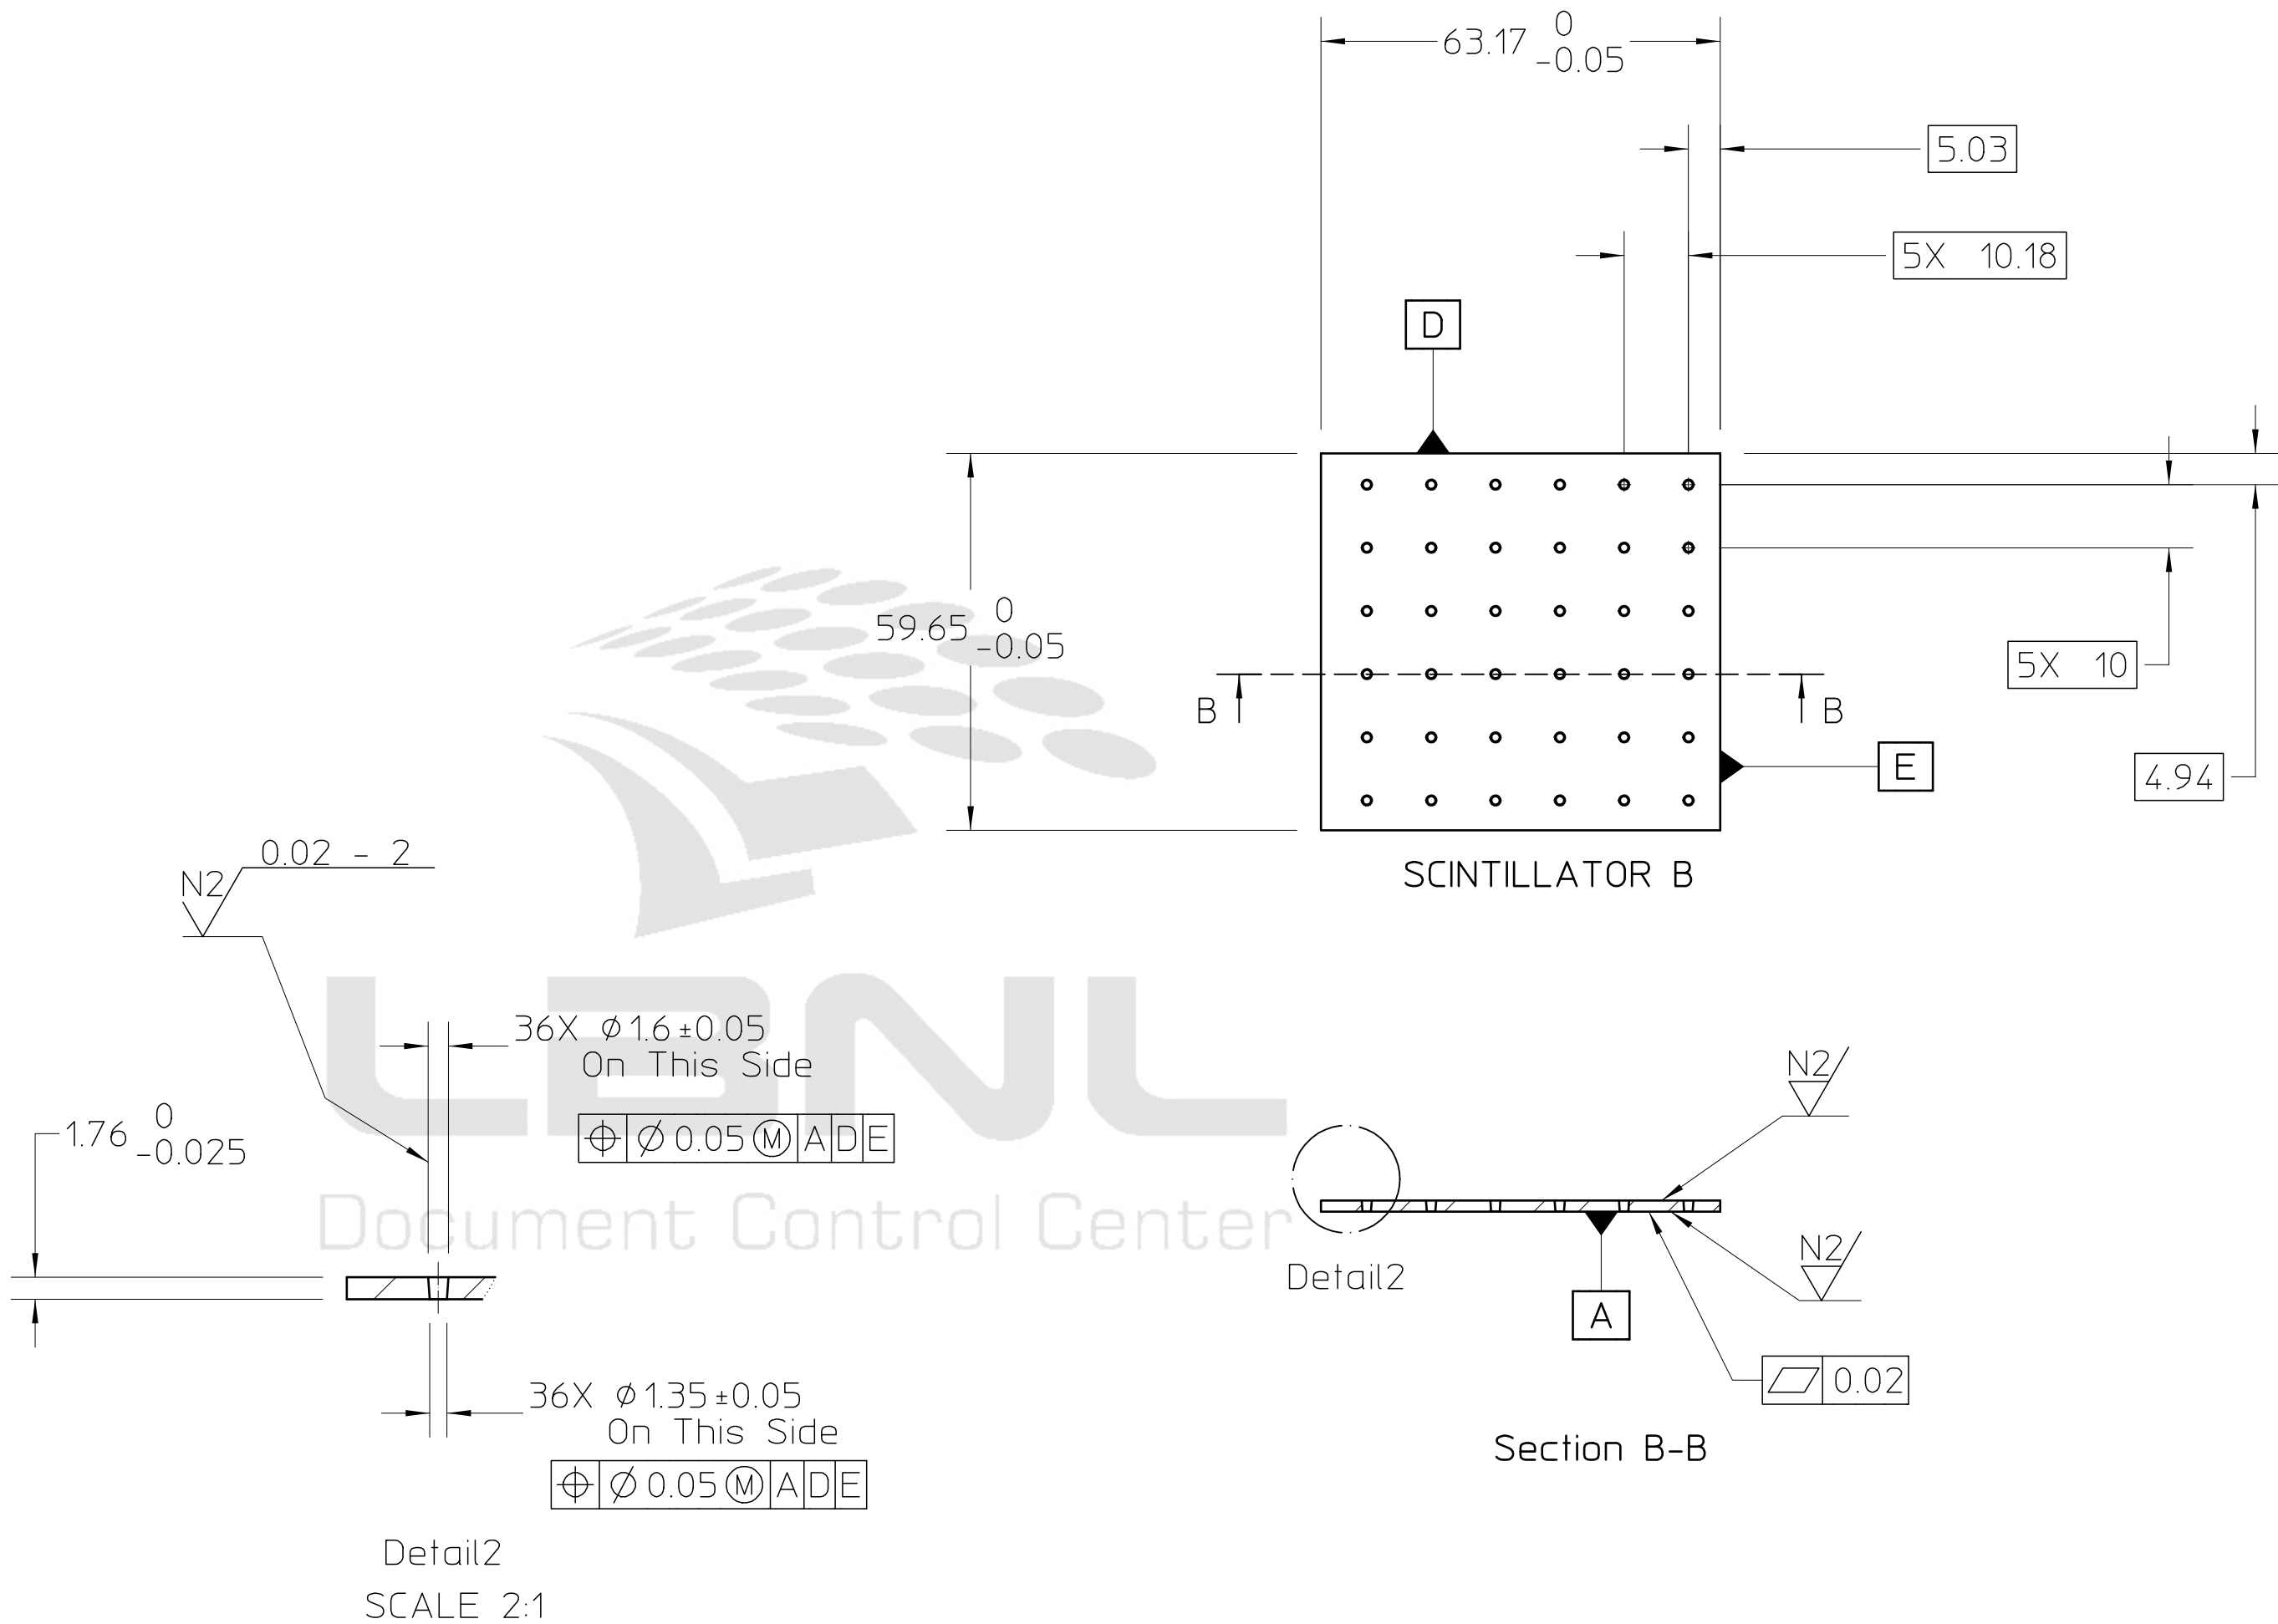 63.17 0
-0.05
5.03
5X 10.18
D
59.65 0
-0.05
B
B
5X 10
E
4.94
SCINTILLATOR B
N2
0.02 - 2
36X ⌀1.6±0.05
On This Side
⌖ ⌀0.05 Ⓜ A D E
1.76 0
-0.025
LBNL
Document Control Center
N2
N2
Detail2
A
⏥ 0.02
Section B-B
36X ⌀1.35±0.05
On This Side
⌖ ⌀0.05 Ⓜ A D E
Detail2
SCALE 2:1